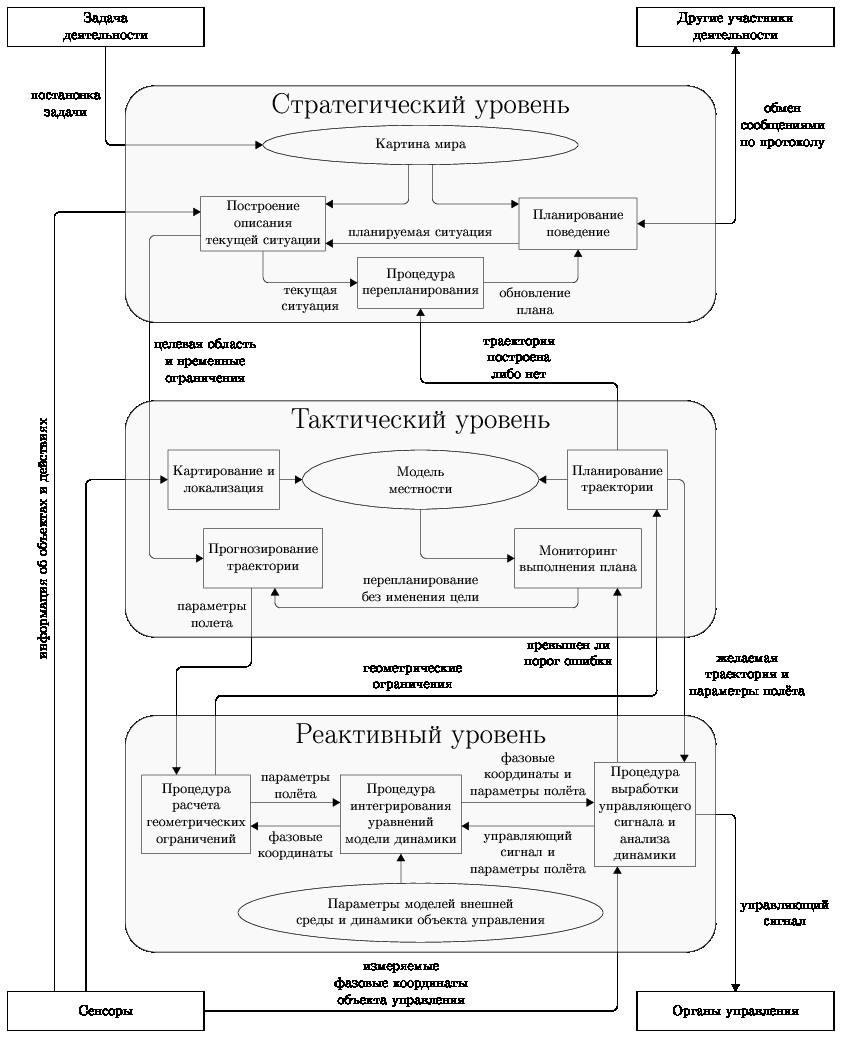 Задача
деятельности
Другие участники
деятельности
постановка
задачи
обмен
сообщениями
по протоколу
Стратегический уровень
Картина мира
Построение
описания
текущей ситуации
планируемая ситуация
Планирование
поведение
текущая
ситуация
Процедура
перепланирования
обновление
плана
целевая область
и временные
ограничения
траектория
построена
либо нет
информация об объектах и действиях
Тактический уровень
Картирование и
локализация
Модель
местности
Планирование
траектории
Прогнозирование
траектории
Мониторинг
выполнения плана
перепланирование
без именения цели
параметры
полета
превышен ли
порог ошибки
геометрические
ограничения
желаемая
траектория и
параметры полёта
Реактивный уровень
Процедура
расчета
геометрических
ограничений
параметры
полёта
фазовые
координаты
Процедура
интегрирования
уравнений
модели динамики
фазовые
координаты и
параметры полёта
управляющий
сигнал и
параметры полёта
Процедура
выработки
управляющего
сигнала и
анализа
динамики
Параметры моделей внешней
среды и динамики объекта управления
управляющий
сигнал
измеряемые
фазовые координаты
объекта управления
Сенсоры
Органы управления